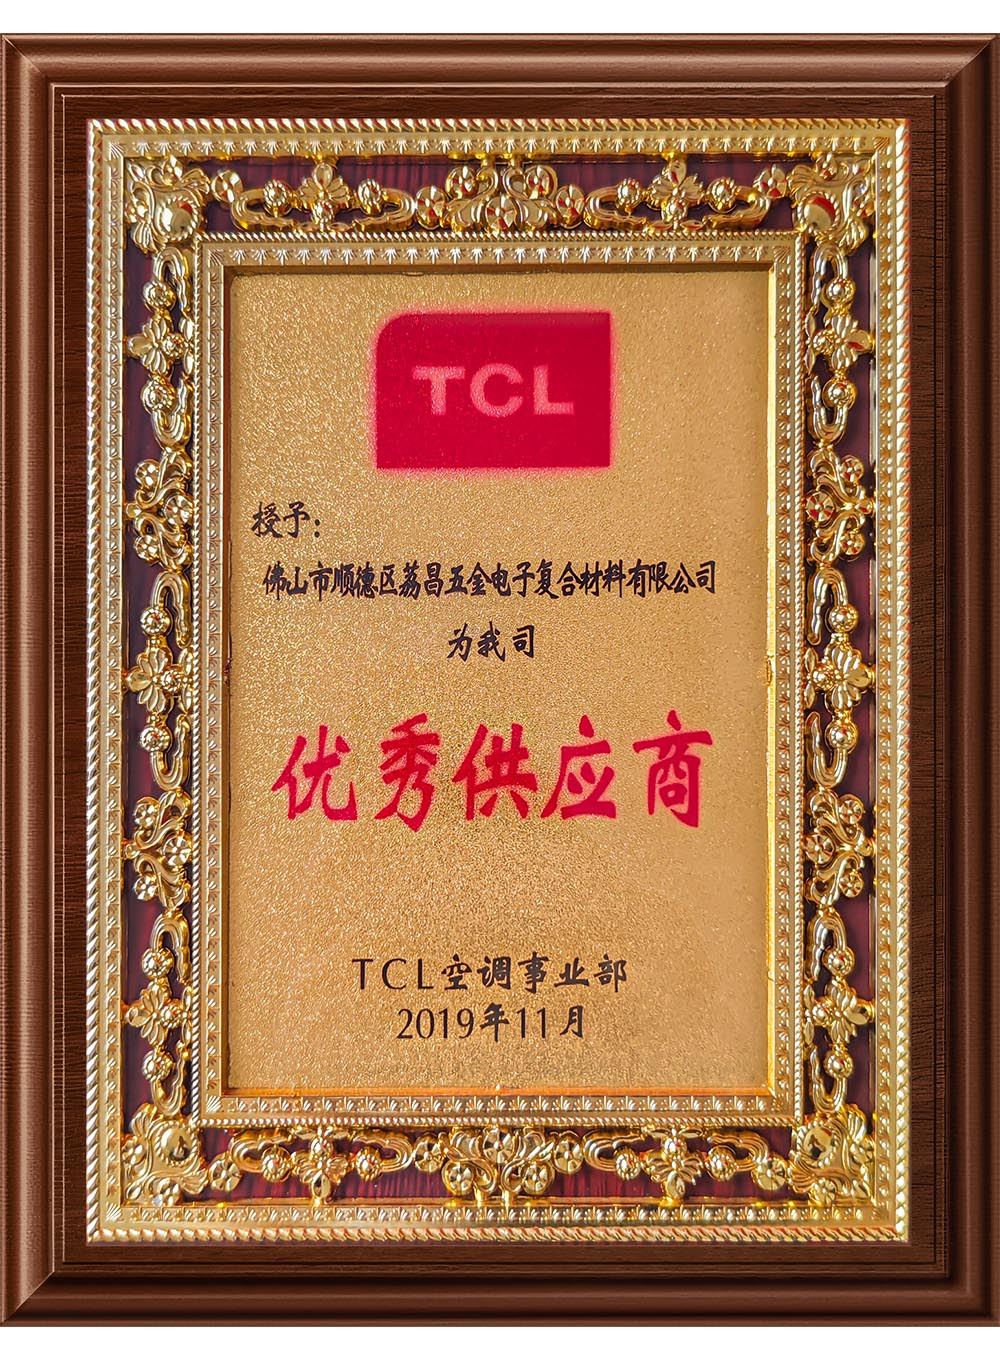 TCL
授予:
佛山市顺德区荔昌五金电子复合材料有限公司
为我司
优秀供应商
TCL空调事业部
2019年11月